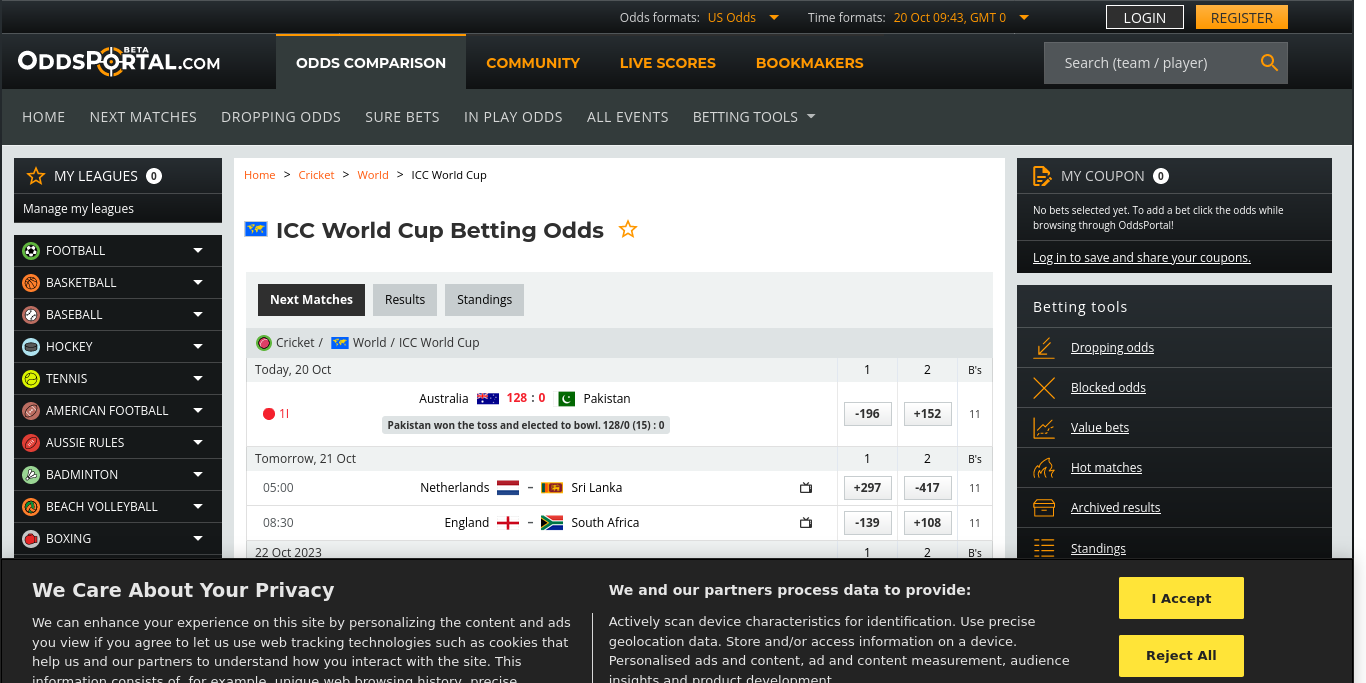 Odds formats: US Odds Time formats: 20 Oct 09:43, GMT 0 LOGIN REGISTER
ODDSPORTAL.COM BETA
ODDS COMPARISON COMMUNITY LIVE SCORES BOOKMAKERS Search (team / player)
HOME NEXT MATCHES DROPPING ODDS SURE BETS IN PLAY ODDS ALL EVENTS BETTING TOOLS
MY LEAGUES 0
Manage my leagues
FOOTBALL
BASKETBALL
BASEBALL
HOCKEY
TENNIS
AMERICAN FOOTBALL
AUSSIE RULES
BADMINTON
BEACH VOLLEYBALL
BOXING
Home > Cricket > World > ICC World Cup
ICC World Cup Betting Odds
Next Matches Results Standings
Cricket / World / ICC World Cup
Today, 20 Oct 1 2 B's
Australia 128 : 0 Pakistan
1I -196 +152 11
Pakistan won the toss and elected to bowl. 128/0 (15) : 0
Tomorrow, 21 Oct 1 2 B's
05:00 Netherlands – Sri Lanka +297 -417 11
08:30 England – South Africa -139 +108 11
22 Oct 2023 1 2 B's
MY COUPON 0
No bets selected yet. To add a bet click the odds while
browsing through OddsPortal!
Log in to save and share your coupons.
Betting tools
Dropping odds
Blocked odds
Value bets
Hot matches
Archived results
Standings
We Care About Your Privacy
We can enhance your experience on this site by personalizing the content and ads
you view if you agree to let us use web tracking technologies such as cookies that
help us and our partners to understand how you interact with the site. This
information consists of, for example, unique web browsing history, precise
We and our partners process data to provide:
Actively scan device characteristics for identification. Use precise
geolocation data. Store and/or access information on a device.
Personalised ads and content, ad and content measurement, audience
insights and product development.
I Accept
Reject All